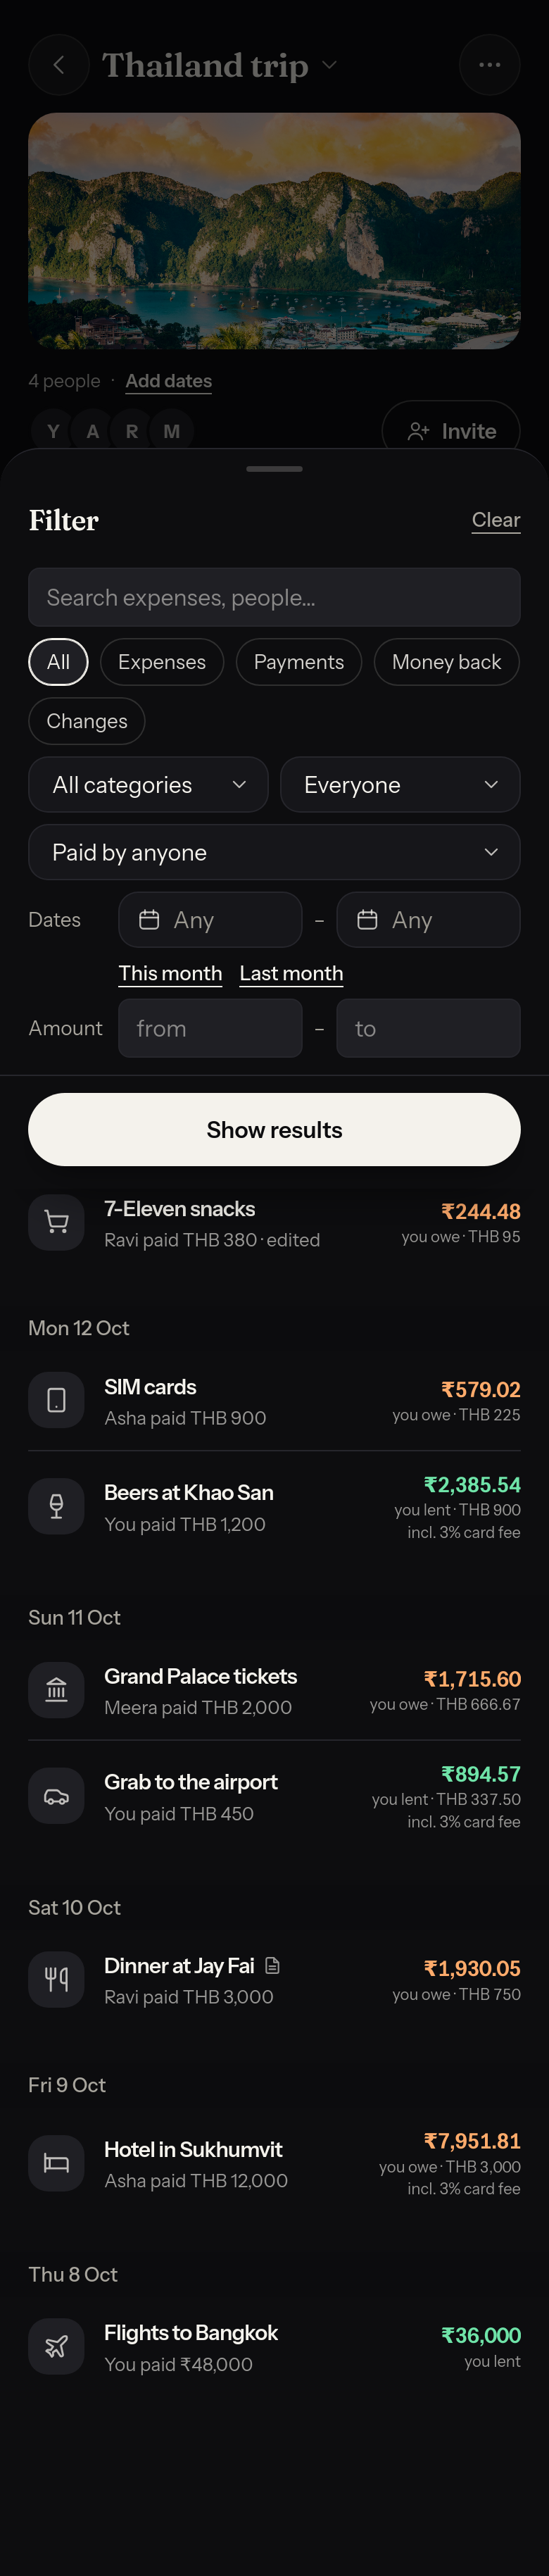 Thailand trip
4 people · Add dates
Y A R M
Invite
Filter
Clear
Search expenses, people...
All
Expenses
Payments
Money back
Changes
All categories
Everyone
Paid by anyone
Dates
Any
–
Any
This month
Last month
Amount
from
–
to
Show results
7-Eleven snacks
₹244.48
Ravi paid THB 380 · edited
you owe · THB 95
Mon 12 Oct
SIM cards
₹579.02
Asha paid THB 900
you owe · THB 225
Beers at Khao San
₹2,385.54
You paid THB 1,200
you lent · THB 900
incl. 3% card fee
Sun 11 Oct
Grand Palace tickets
₹1,715.60
Meera paid THB 2,000
you owe · THB 666.67
Grab to the airport
₹894.57
You paid THB 450
you lent · THB 337.50
incl. 3% card fee
Sat 10 Oct
Dinner at Jay Fai
₹1,930.05
Ravi paid THB 3,000
you owe · THB 750
Fri 9 Oct
Hotel in Sukhumvit
₹7,951.81
Asha paid THB 12,000
you owe · THB 3,000
incl. 3% card fee
Thu 8 Oct
Flights to Bangkok
₹36,000
You paid ₹48,000
you lent